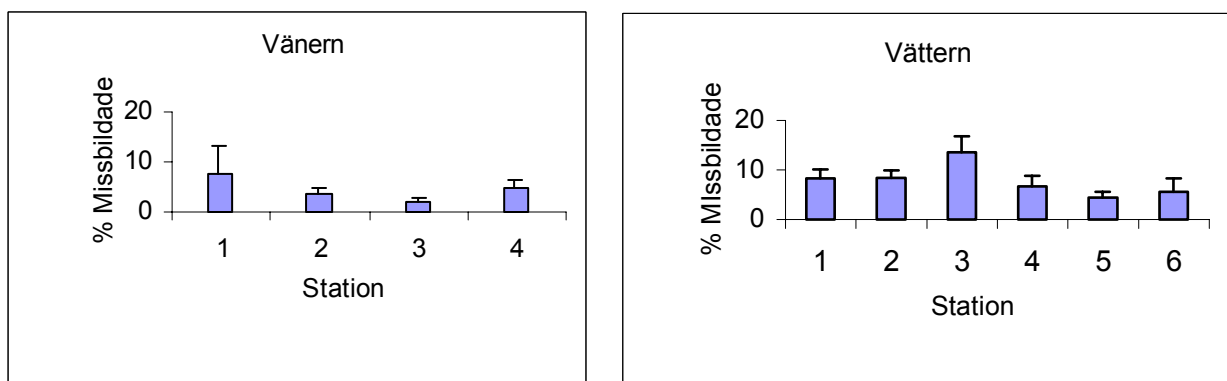 Vänern
% Missbildade
20
10
0
1 2 3 4
Station
Vättern
% MIssbildade
20
10
0
1 2 3 4 5 6
Station